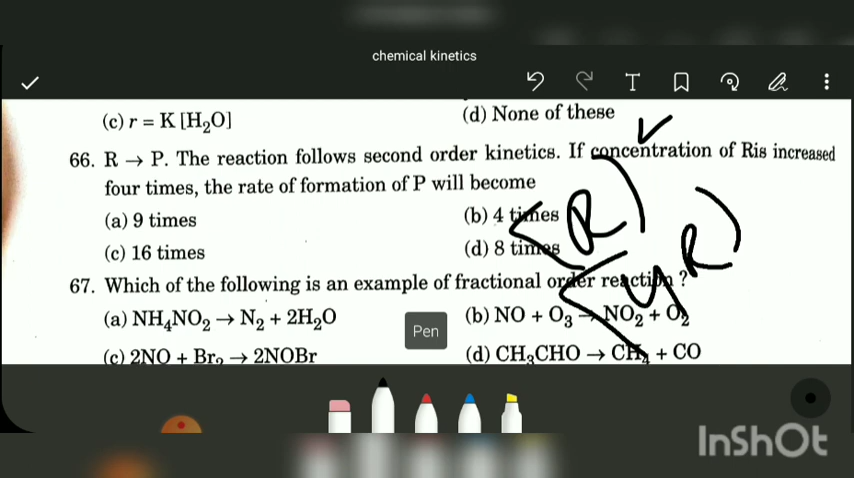 chemical kinetics
T
(c) r = K [H₂O]
(d) None of these
66. R → P. The reaction follows second order kinetics. If concentration of Ris increased
four times, the rate of formation of P will become
(a) 9 times
(b) 4 times
(c) 16 times
(d) 8 times
[R]
[4R]
67. Which of the following is an example of fractional order reaction ?
(a) NH₄NO₂ → N₂ + 2H₂O
(b) NO + O₃ → NO₂ + O₂
(c) 2NO + Br₂ → 2NOBr
(d) CH₃CHO → CH₄ + CO
Pen
InShOt